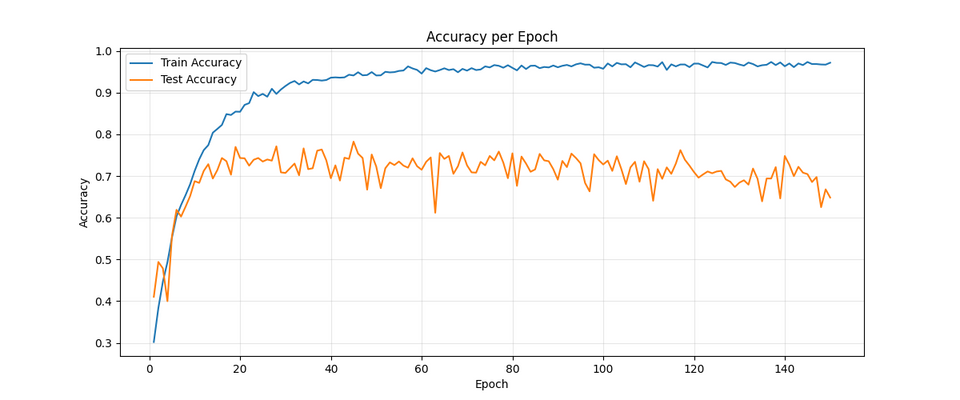 Accuracy per Epoch
Train Accuracy
Test Accuracy
1.0
0.9
0.8
0.7
0.6
0.5
0.4
0.3
Accuracy
0 20 40 60 80 100 120 140
Epoch